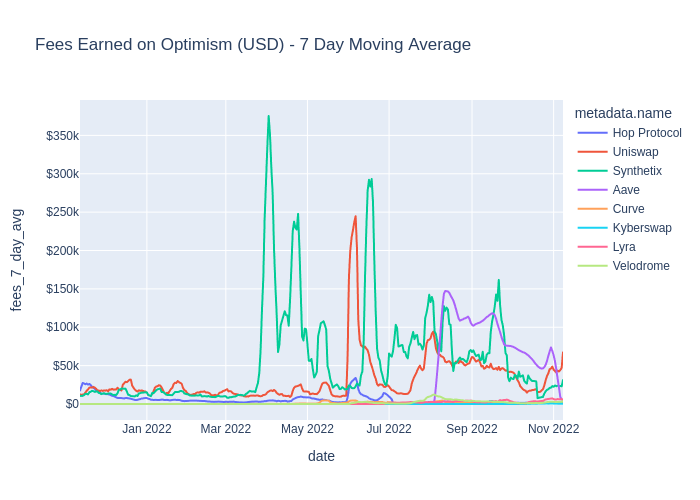 Fees Earned on Optimism (USD) - 7 Day Moving Average
metadata.name
Hop Protocol
Uniswap
Synthetix
Aave
Curve
Kyberswap
Lyra
Velodrome
fees_7_day_avg
$350k
$300k
$250k
$200k
$150k
$100k
$50k
$0
Jan 2022
Mar 2022
May 2022
Jul 2022
Sep 2022
Nov 2022
date